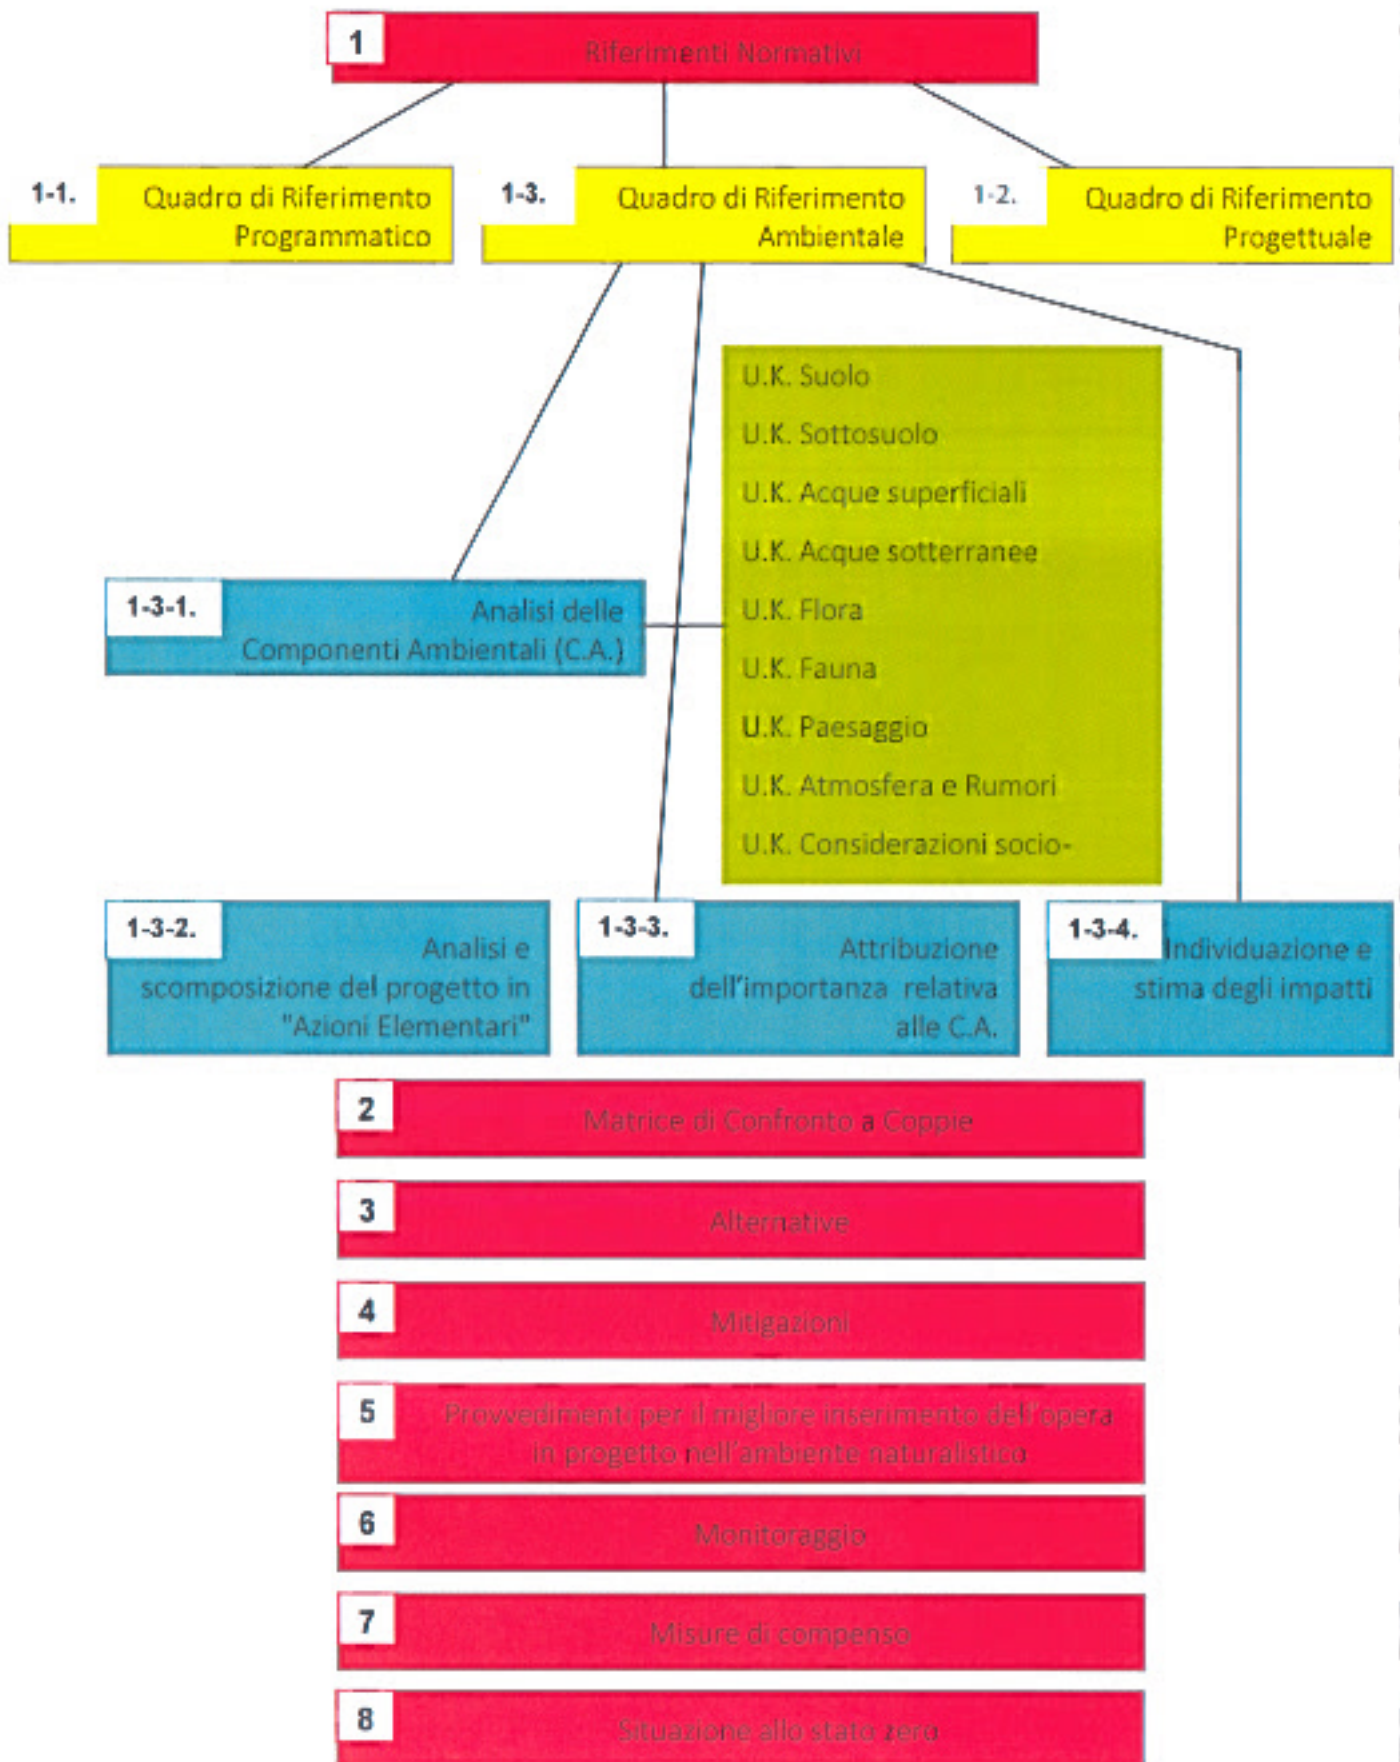 1
Riferimenti Normativi
1-1.
Quadro di Riferimento
Programmatico
1-3.
Quadro di Riferimento
Ambientale
1-2.
Quadro di Riferimento
Progettuale
U.K. Suolo
U.K. Sottosuolo
U.K. Acque superficiali
U.K. Acque sotterranee
U.K. Flora
U.K. Fauna
U.K. Paesaggio
U.K. Atmosfera e Rumori
U.K. Considerazioni socio-
1-3-1.
Analisi delle
Componenti Ambientali (C.A.)
1-3-2.
Analisi e
scomposizione del progetto in
"Azioni Elementari"
1-3-3.
Attribuzione
dell'importanza relativa
alle C.A.
1-3-4.
Individuazione e
stima degli impatti
2
Matrice di Confronto a Coppie
3
Alternative
4
Mitigazioni
5
Provvedimenti per il migliore inserimento dell'opera
in progetto nell'ambiente naturalistico
6
Monitoraggio
7
Misure di compenso
8
Situazione allo stato zero